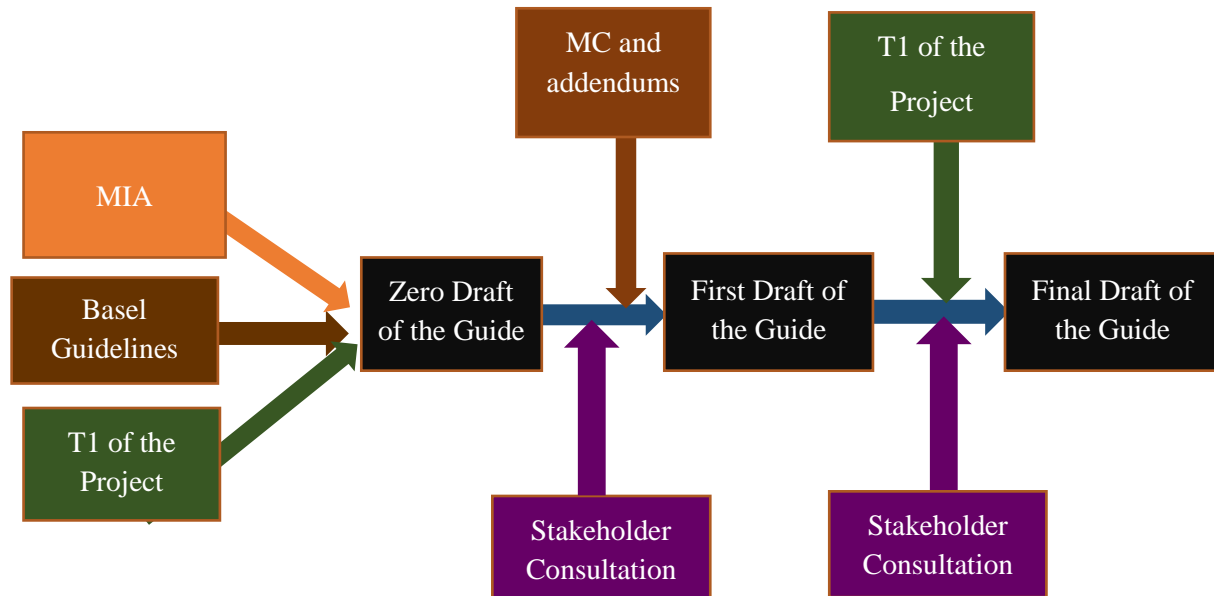 MC and
addendums
T1 of the
Project
MIA
Basel
Guidelines
T1 of the
Project
Zero Draft
of the Guide
First Draft of
the Guide
Final Draft of
the Guide
Stakeholder
Consultation
Stakeholder
Consultation